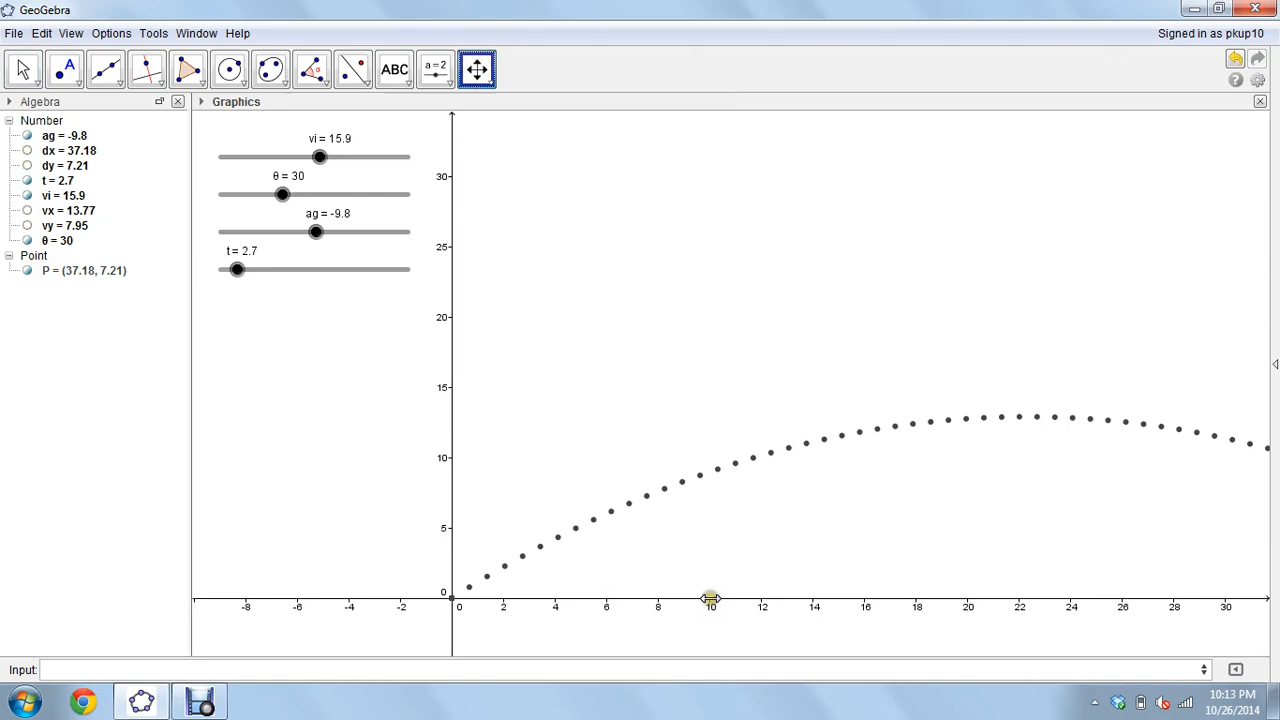 GeoGebra
File Edit View Options Tools Window Help
Signed in as pkup10
A
ABC
a = 2
α
Algebra
Graphics
Number
ag = -9.8
dx = 37.18
dy = 7.21
t = 2.7
vi = 15.9
vx = 13.77
vy = 7.95
θ = 30
Point
P = (37.18, 7.21)
vi = 15.9
θ = 30
ag = -9.8
t = 2.7
30
25
20
15
10
5
0
-8 -6 -4 -2 0 2 4 6 8 10 12 14 16 18 20 22 24 26 28 30
Input:
10:13 PM
10/26/2014